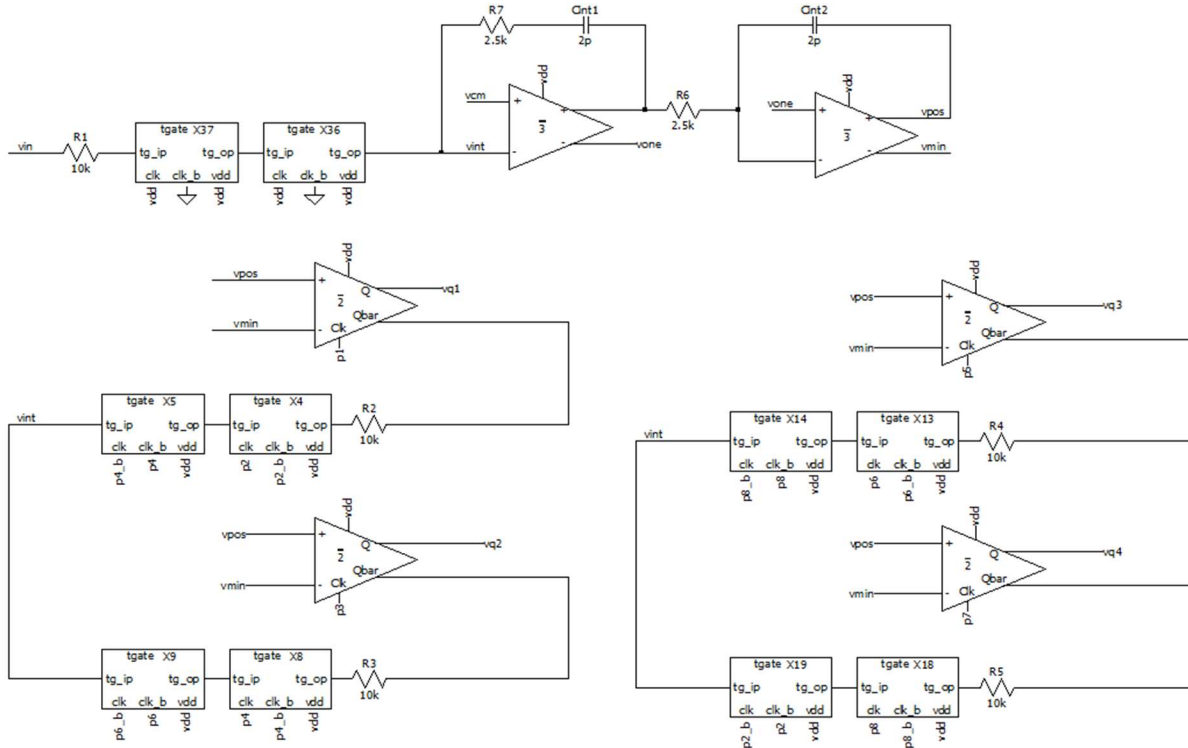 R7
2.5k
Cint1
2p
Cint2
2p
vdd
vcm
+
+
3
-
-
vint
vone
R6
2.5k
vdd
vone
+
+
3
-
-
vpos
vmin
vin
R1
10k
tgate X37
tg_ip tg_op
clk clk_b vdd
vdd vdd
tgate X36
tg_ip tg_op
clk clk_b vdd
vdd vdd
vdd
vpos
+
2
Q
vq1
Qbar
vmin
-
Clk
p1
vint
tgate X5
tg_ip tg_op
clk clk_b vdd
p4_b p4 vdd
tgate X4
tg_ip tg_op
clk clk_b vdd
p2 p2_b vdd
R2
10k
vdd
vpos
+
2
Q
vq2
Qbar
vmin
-
Clk
p3
tgate X9
tg_ip tg_op
clk clk_b vdd
p6_b p6 vdd
tgate X8
tg_ip tg_op
clk clk_b vdd
p4 p4_b vdd
R3
10k
vdd
vpos
+
2
Q
vq3
Qbar
vmin
-
Clk
vint
tgate X14
tg_ip tg_op
clk clk_b vdd
p8_b p8 vdd
tgate X13
tg_ip tg_op
clk clk_b vdd
p6 p6_b vdd
R4
10k
vdd
vpos
+
2
Q
vq4
Qbar
vmin
-
Clk
p7
tgate X19
tg_ip tg_op
clk clk_b vdd
p2_b p2 vdd
tgate X18
tg_ip tg_op
clk clk_b vdd
p8 p8_b vdd
R5
10k